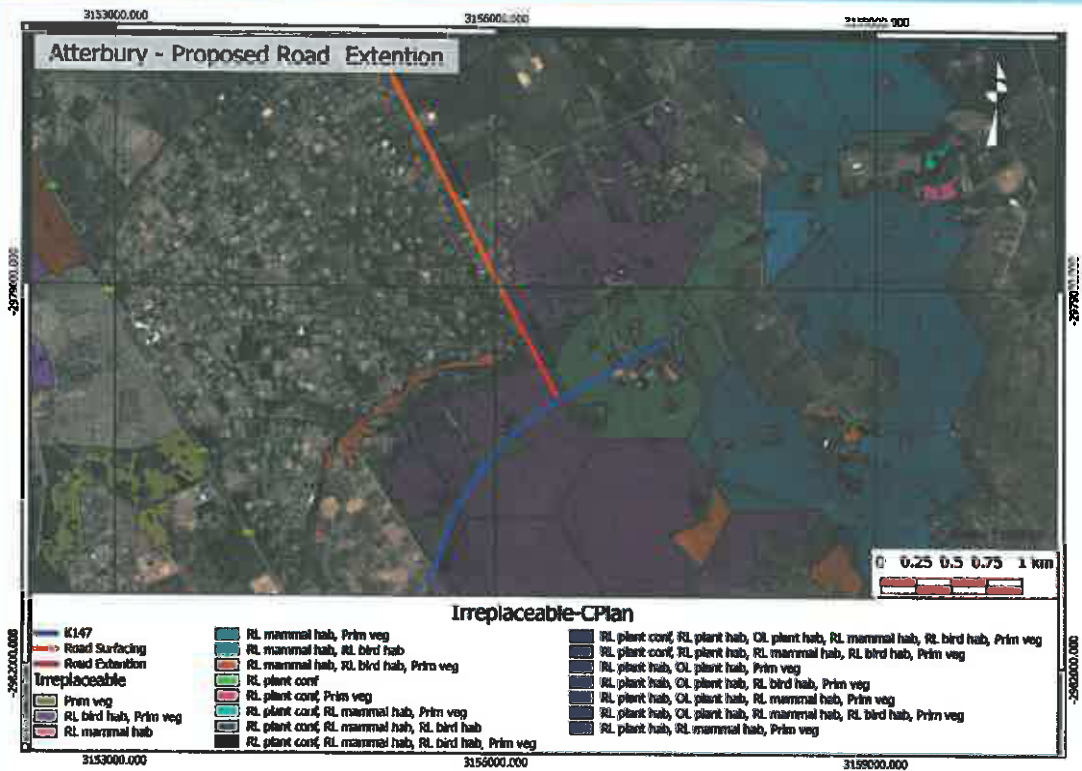 3153000.000 3156000.000 3159000.000
Atterbury - Proposed Road Extention
-2979000.000 -2979000.000
0 0.25 0.5 0.75 1 km
Irreplaceable-CPlan
K147
Road Surfacing
Road Extention
Irreplaceable
Prim veg
RL bird hab, Prim veg
RL mammal hab
RL mammal hab, Prim veg
RL mammal hab, RL bird hab
RL mammal hab, RL bird hab, Prim veg
RL plant conf
RL plant conf, Prim veg
RL plant conf, RL mammal hab, Prim veg
RL plant conf, RL mammal hab, RL bird hab
RL plant conf, RL mammal hab, RL bird hab, Prim veg
RL plant conf, RL plant hab, OL plant hab, RL mammal hab, RL bird hab, Prim veg
RL plant conf, RL plant hab, RL mammal hab, RL bird hab, Prim veg
RL plant hab, OL plant hab, Prim veg
RL plant hab, OL plant hab, RL bird hab, Prim veg
RL plant hab, OL plant hab, RL mammal hab, Prim veg
RL plant hab, OL plant hab, RL mammal hab, RL bird hab, Prim veg
RL plant hab, RL mammal hab, Prim veg
-2982000.000 -2982000.000
3153000.000 3156000.000 3159000.000